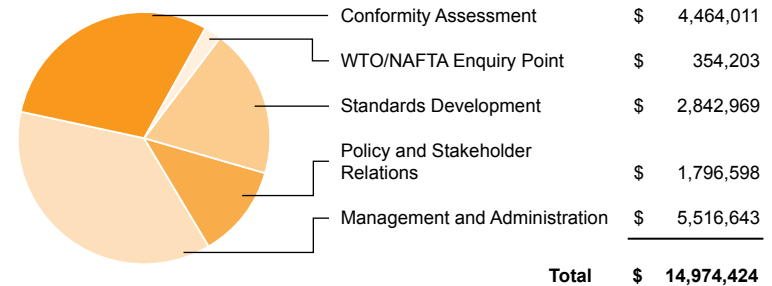 Conformity Assessment $ 4,464,011
WTO/NAFTA Enquiry Point $ 354,203
Standards Development $ 2,842,969
Policy and Stakeholder
Relations $ 1,796,598
Management and Administration $ 5,516,643
Total $ 14,974,424